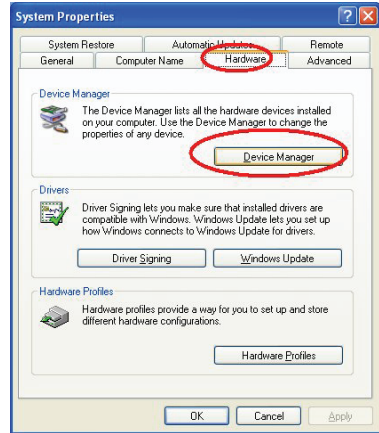 System Properties
System Restore Automatic Updates Remote
General Computer Name Hardware Advanced
Device Manager
The Device Manager lists all the hardware devices installed
on your computer. Use the Device Manager to change the
properties of any device.
Device Manager
Drivers
Driver Signing lets you make sure that installed drivers are
compatible with Windows. Windows Update lets you set up
how Windows connects to Windows Update for drivers.
Driver Signing Windows Update
Hardware Profiles
Hardware profiles provide a way for you to set up and store
different hardware configurations.
Hardware Profiles
OK Cancel Apply